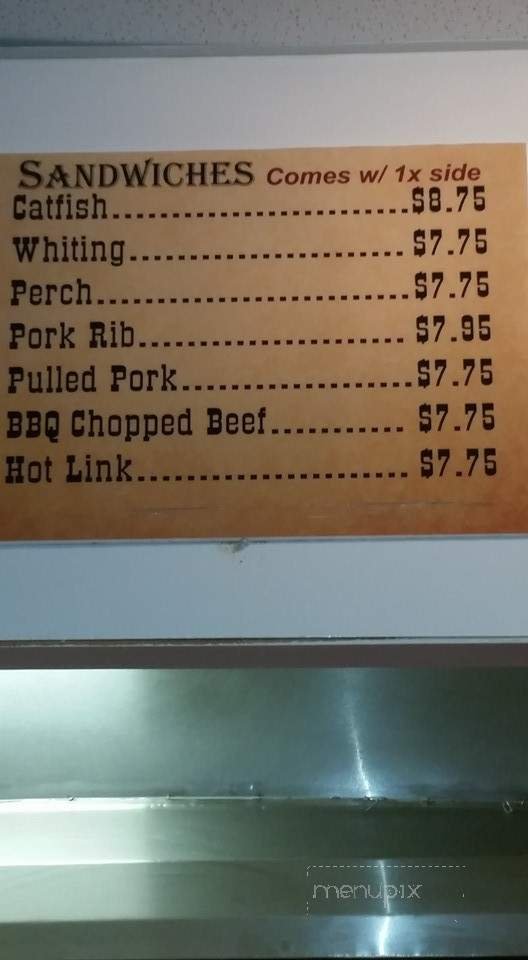 SANDWICHES Comes w/ 1x side
Catfish..............................$8.75
Whiting............................ $7.75
Perch................................$7.75
Pork Rib........................... $7.95
Pulled Pork.......................$7.75
BBQ Chopped Beef............. $7.75
Hot Link........................... $7.75
menupix